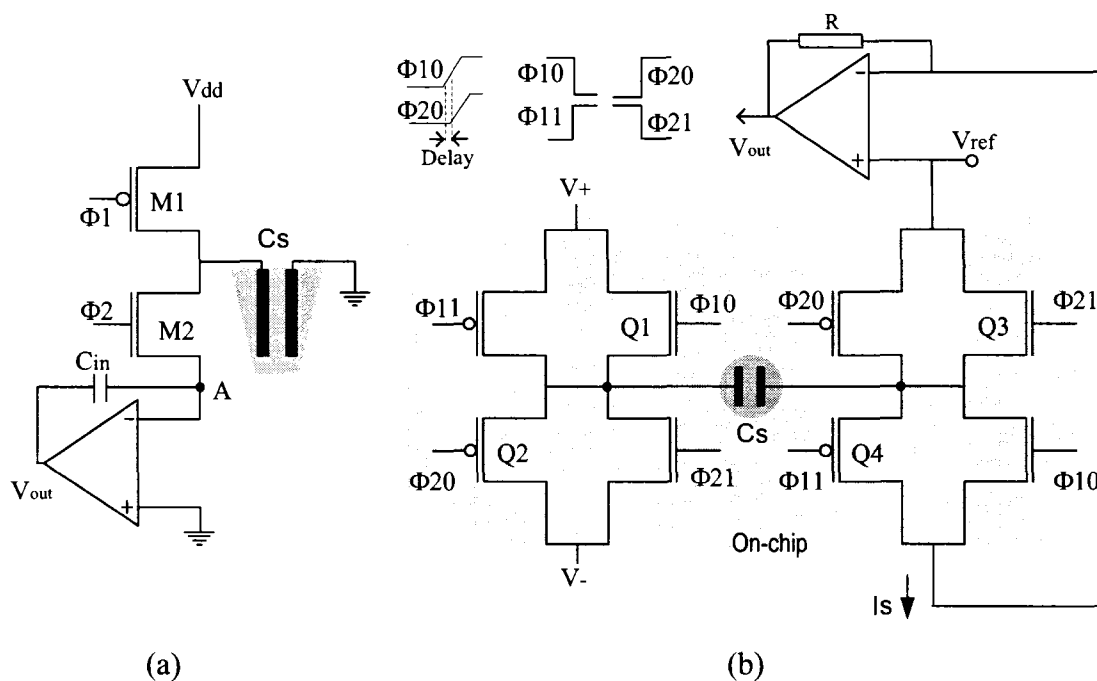 Vdd
Φ1
M1
Cs
Φ2
M2
Cin
A
-
+
Vout
(a)
Φ10
Φ20
Delay
Φ10
Φ11
Φ20
Φ21
R
-
+
Vout
Vref
V+
Φ11
Q1
Φ10
Φ20
Q3
Φ21
Cs
Φ20
Q2
Φ21
Φ11
Q4
Φ10
On-chip
V-
Is
(b)